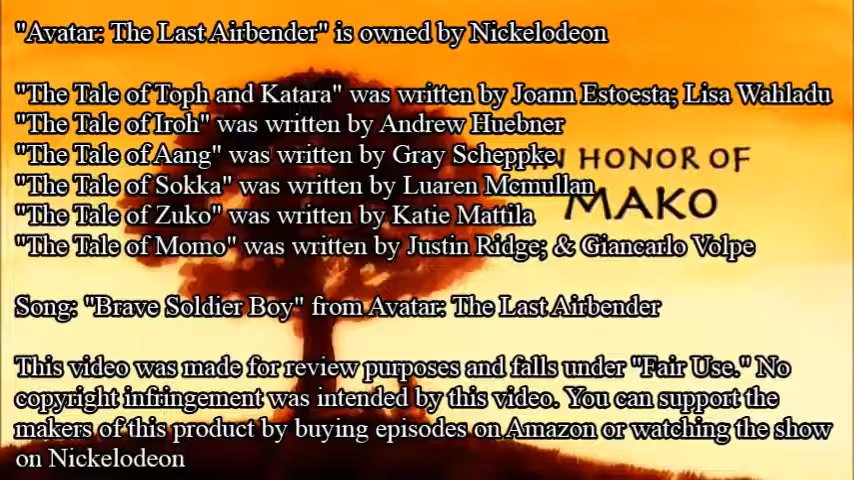 "Avatar: The Last Airbender" is owned by Nickelodeon
"The Tale of Toph and Katara" was written by Joann Estoesta; Lisa Wahladu
"The Tale of Iroh" was written by Andrew Huebner
"The Tale of Aang" was written by Gray Scheppke
IN HONOR OF
"The Tale of Sokka" was written by Luaren Mcmullan
MAKO
"The Tale of Zuko" was written by Katie Mattila
"The Tale of Momo" was written by Justin Ridge; & Giancarlo Volpe
Song: "Brave Soldier Boy" from Avatar: The Last Airbender
This video was made for review purposes and falls under "Fair Use." No
copyright infringement was intended by this video. You can support the
makers of this product by buying episodes on Amazon or watching the show
on Nickelodeon